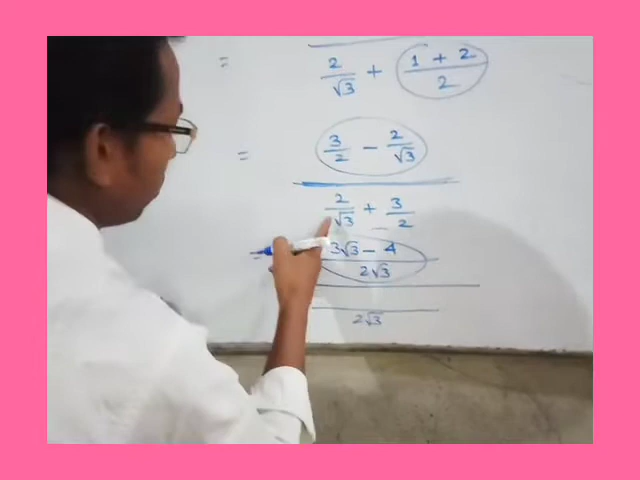 =
2/√3 + (1 + 2)/2
=
3/2 − 2/√3
2/√3 + 3/2
=
3√3 − 4
2√3
2√3